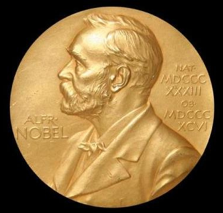 ALFR·
NOBEL
NAT·
MDCCC
XXXIII
OB·
MDCCC
XCVI